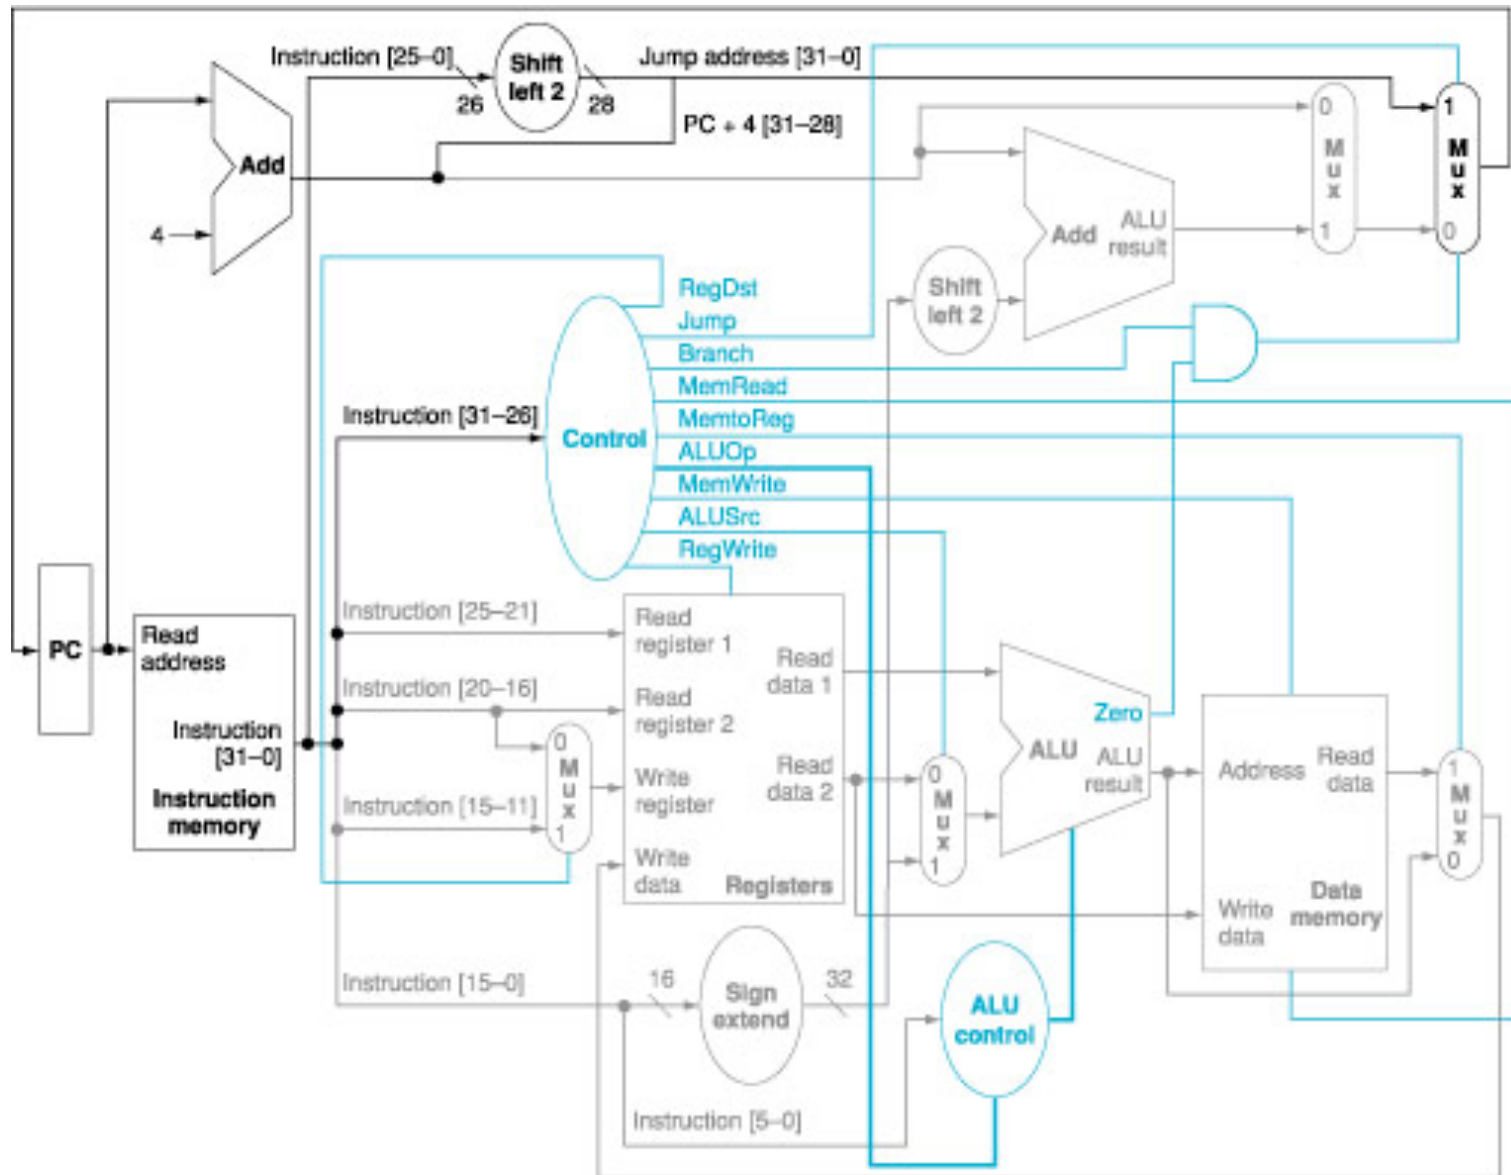 Instruction [25–0]
Shift
left 2
Jump address [31–0]
26
28
PC + 4 [31–28]
Add
4
0
M
u
x
1
1
M
u
x
0
Add
ALU
result
Shift
left 2
RegDst
Jump
Branch
MemRead
MemtoReg
ALUOp
MemWrite
ALUSrc
RegWrite
Instruction [31–26]
Control
PC
Read
address
Instruction
[31–0]
Instruction
memory
Instruction [25–21]
Instruction [20–16]
Instruction [15–11]
0
M
u
x
1
Read
register 1
Read
register 2
Write
register
Write
data
Read
data 1
Read
data 2
Registers
0
M
u
x
1
Zero
ALU
ALU
result
Address
Read
data
Write
data
Data
memory
1
M
u
x
0
Instruction [15–0]
16
Sign
extend
32
ALU
control
Instruction [5–0]